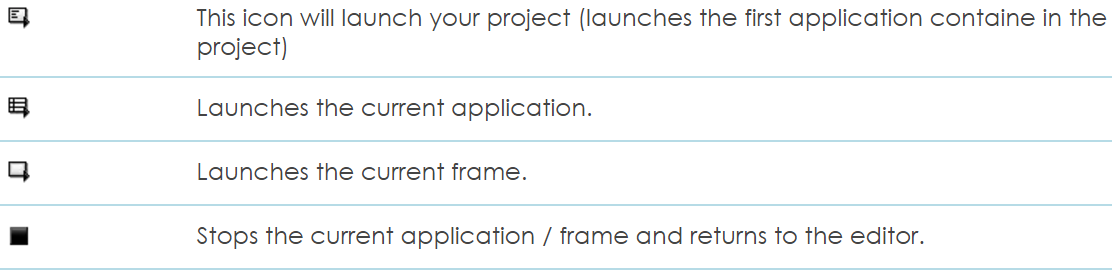 This icon will launch your project (launches the first application containe in the
project)
Launches the current application.
Launches the current frame.
Stops the current application / frame and returns to the editor.